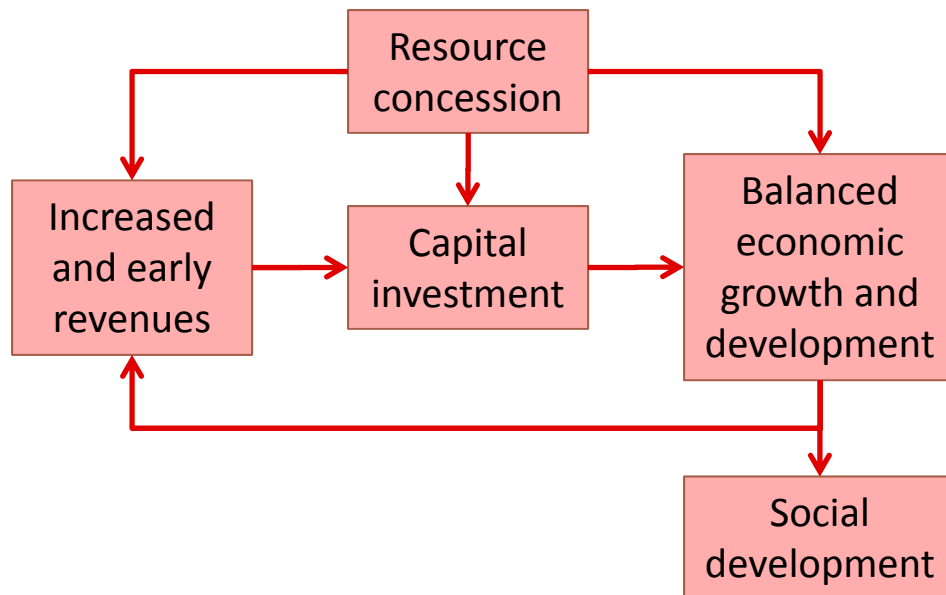 Resource
concession
Increased
and early
revenues
Capital
investment
Balanced
economic
growth and
development
Social
development